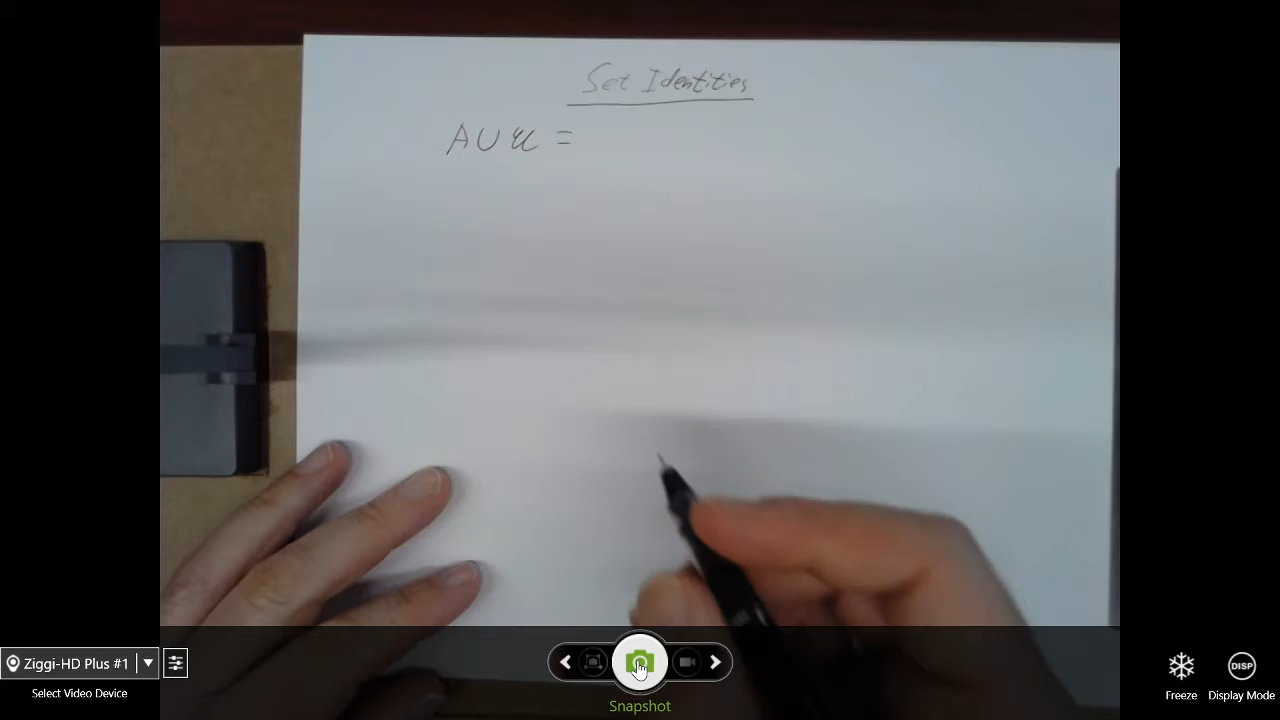 Set Identities
A ∪ 𝒰 =
Ziggi-HD Plus #1
Select Video Device
Snapshot
Freeze
DISP
Display Mode